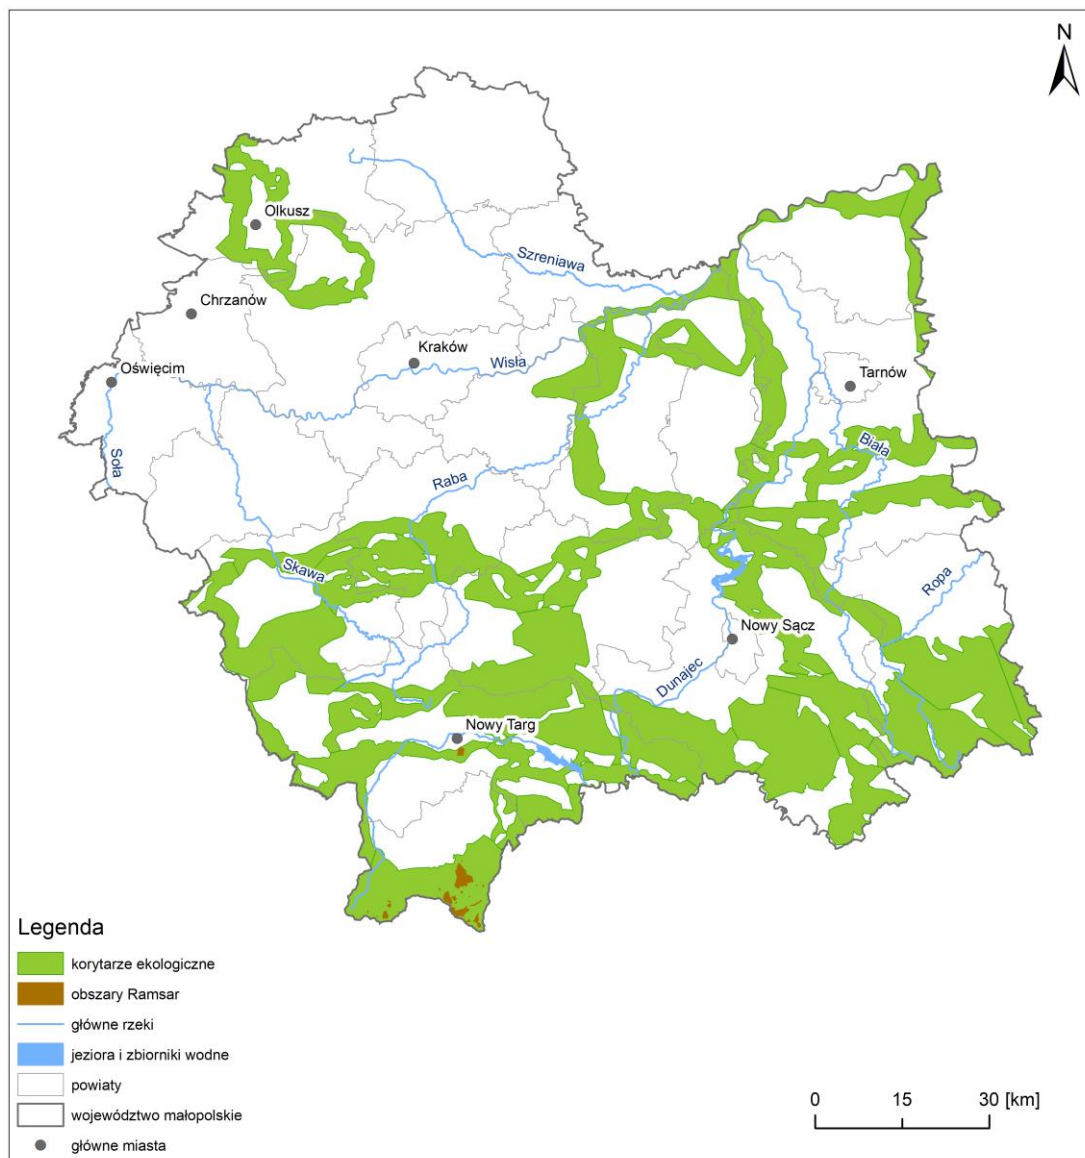 N
Olkusz
Szreniawa
Chrzanów
Kraków
Wisła
Oświęcim
Tarnów
Soła
Biała
Raba
Skawa
Ropa
Nowy Sącz
Dunajec
Nowy Targ
Legenda
korytarze ekologiczne
obszary Ramsar
główne rzeki
jeziora i zbiorniki wodne
powiaty
województwo małopolskie
główne miasta
0 15 30 [km]